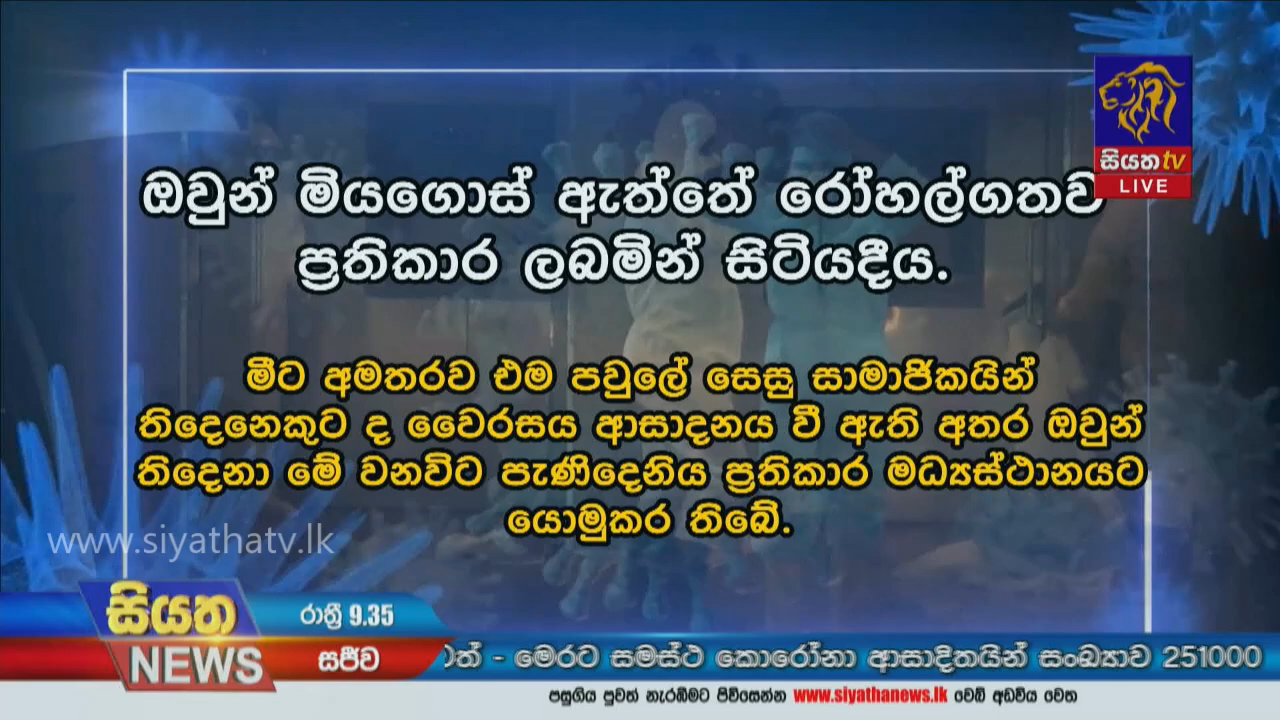 සියත tv
LIVE
ඔවුන් මියගොස් ඇත්තේ රෝහල්ගතව
ප්‍රතිකාර ලබමින් සිටියදීය.
මීට අමතරව එම පවුලේ සෙසු සාමාජිකයින්
තිදෙනෙකුට ද වෛරසය ආසාදනය වී ඇති අතර ඔවුන්
තිදෙනා මේ වනවිට පැණිදෙනිය ප්‍රතිකාර මධ්‍යස්ථානයට
යොමුකර තිබේ.
www.siyathatv.lk
සියත
NEWS
රාත්‍රී 9.35
සජීව
- මෙරට සමස්ථ කොරෝනා ආසාදිතයින් සංඛ්‍යාව 251000
පසුගිය පුවත් නැරඹීමට පිවිසෙන්න www.siyathanews.lk වෙබ් අඩවිය වෙත